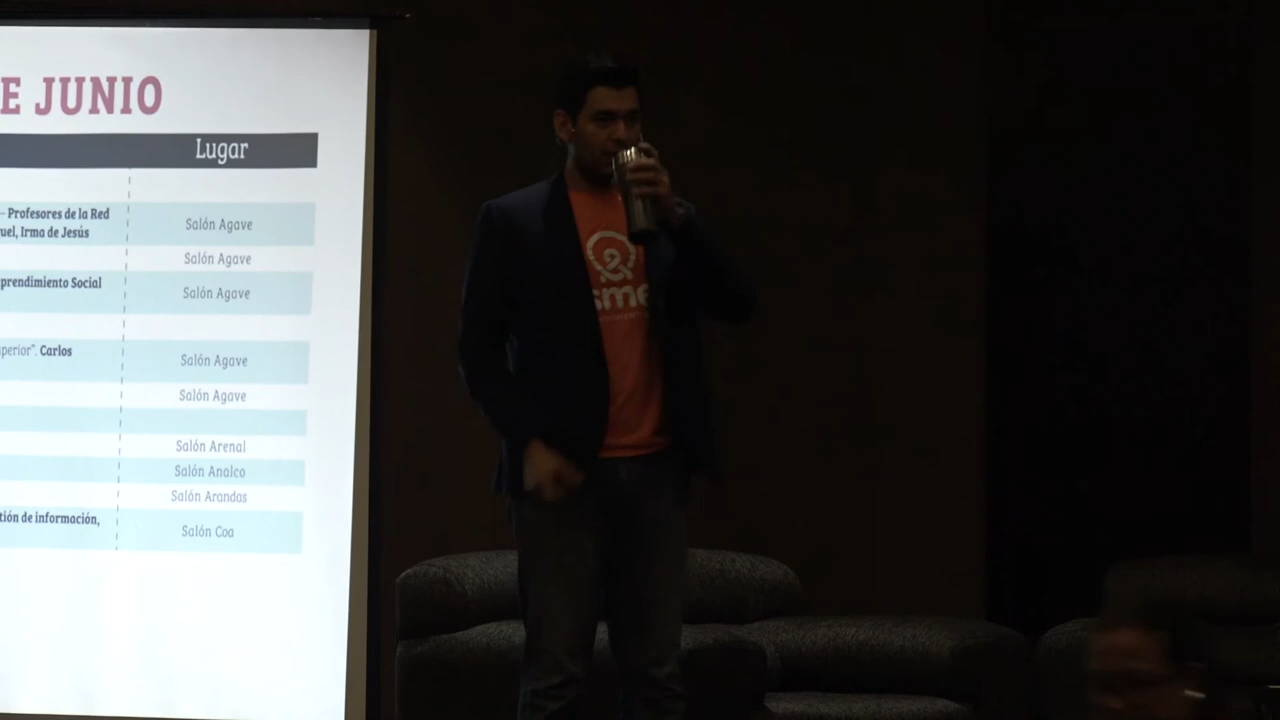 E JUNIO
Lugar
– Profesores de la Red
uel, Irma de Jesús
Salón Agave
Salón Agave
prendimiento Social
Salón Agave
perior". Carlos
Salón Agave
Salón Agave
Salón Arenal
Salón Analco
Salón Arandas
tión de información,
Salón Coa
sme